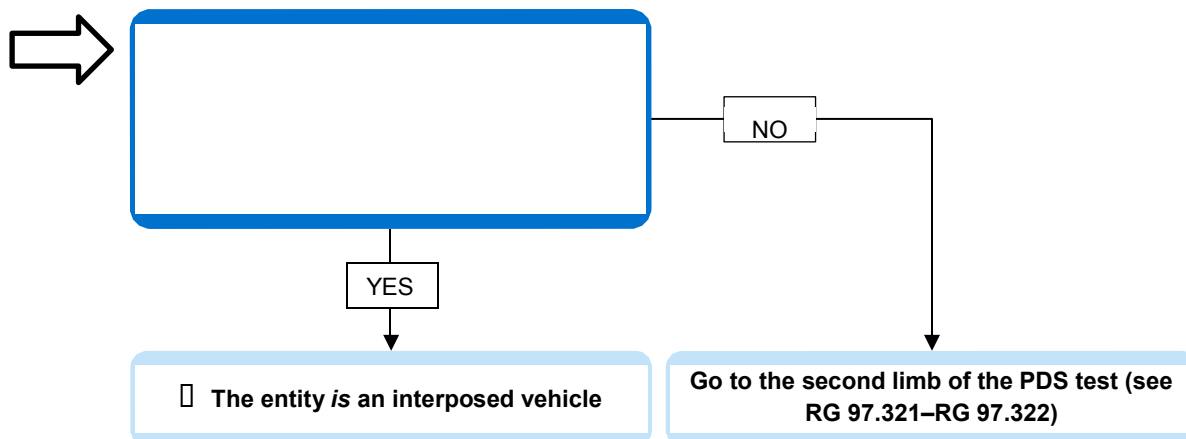 NO
YES
The entity is an interposed vehicle
Go to the second limb of the PDS test (see
RG 97.321–RG 97.322)